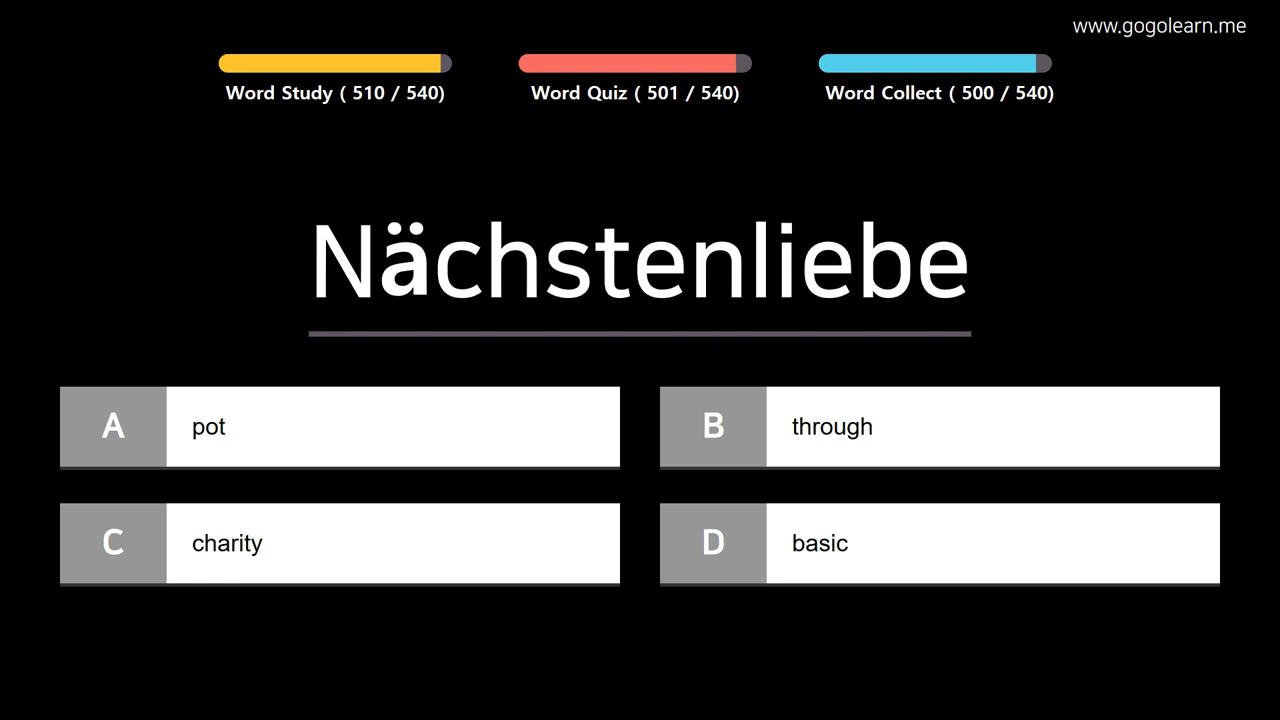 www.gogolearn.me
Word Study ( 510 / 540)
Word Quiz ( 501 / 540)
Word Collect ( 500 / 540)
Nächstenliebe
A pot
B through
C charity
D basic